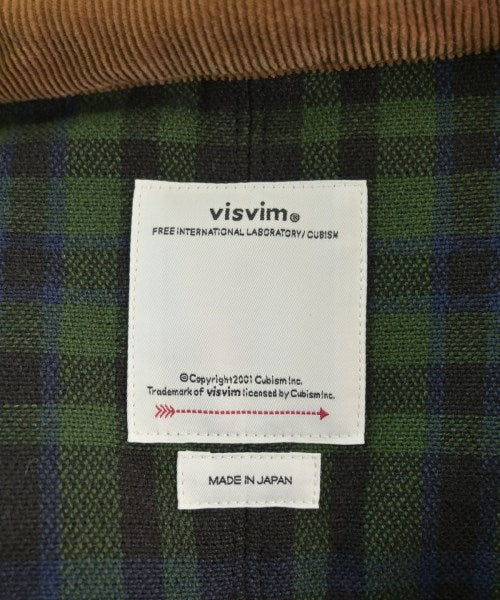 visvim®
FREE INTERNATIONAL LABORATORY/ CUBISM
©Copyright2001 Cubism Inc.
Trademark of visvim licensed by Cubism Inc.
MADE IN JAPAN